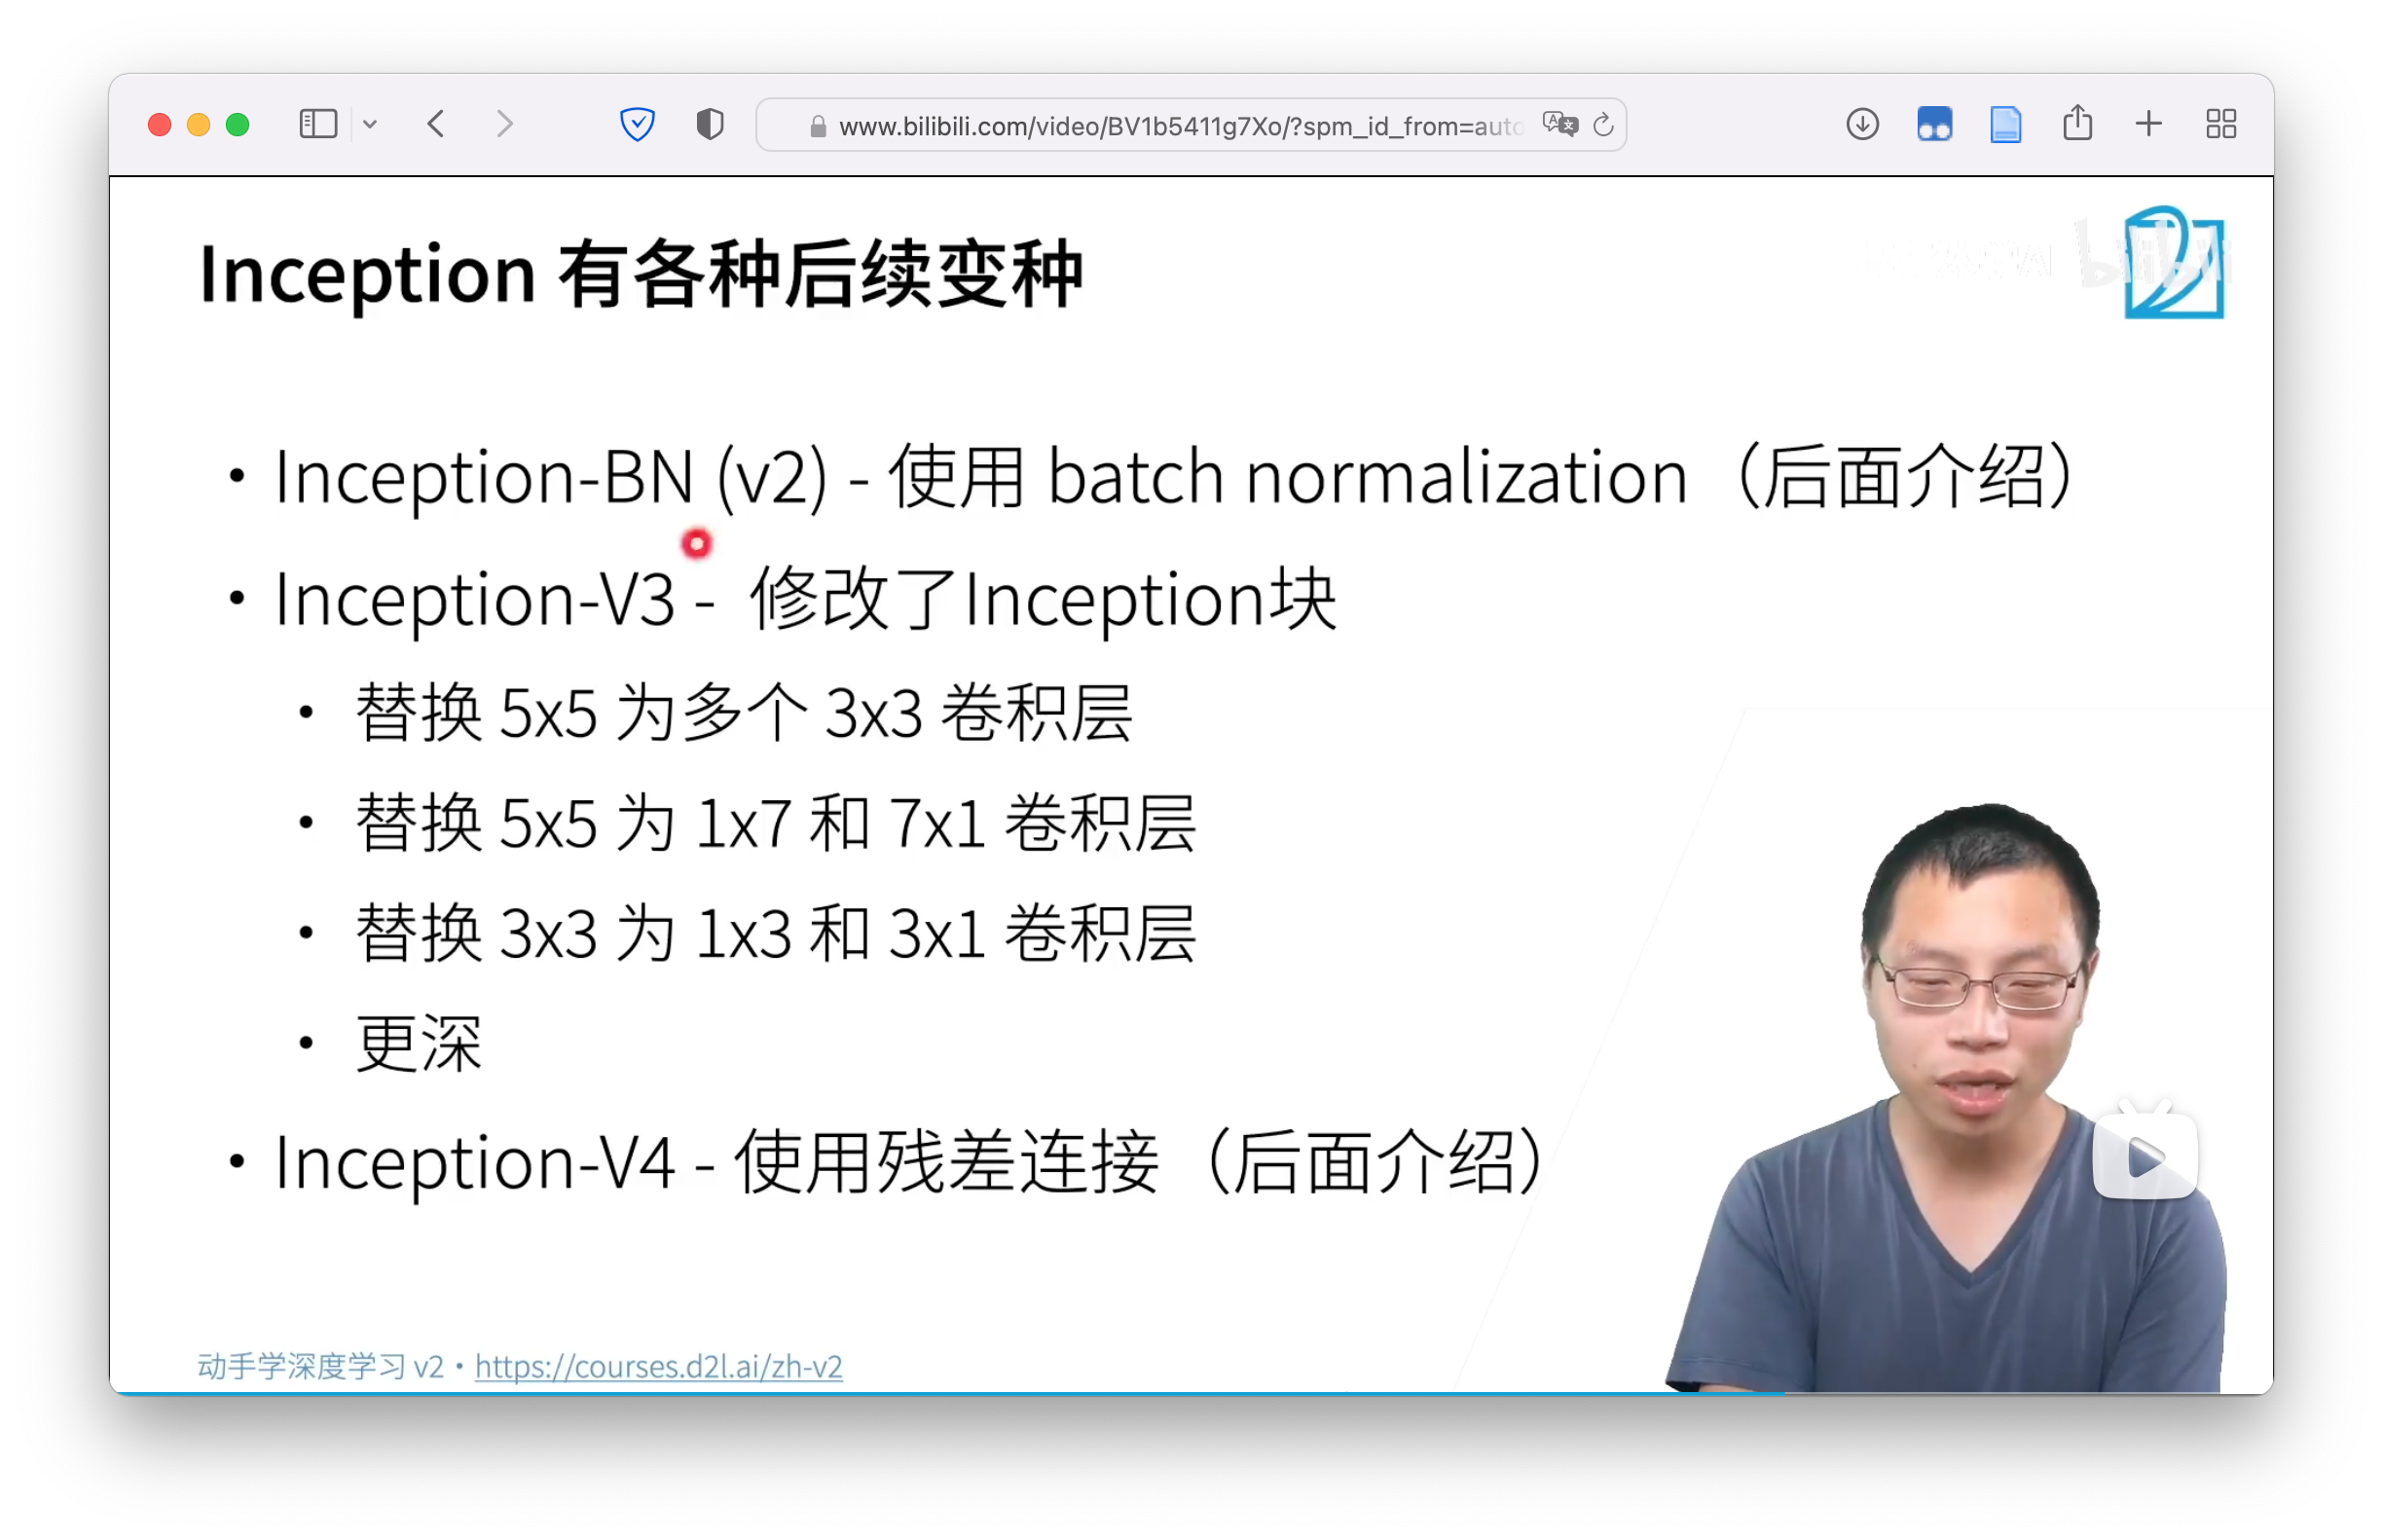 www.bilibili.com/video/BV1b5411g7Xo/?spm_id_from=auto
Inception 有各种后续变种
bilibili
• Inception-BN (v2) - 使用 batch normalization（后面介绍）
• Inception-V3 - 修改了Inception块
• 替换 5x5 为多个 3x3 卷积层
• 替换 5x5 为 1x7 和 7x1 卷积层
• 替换 3x3 为 1x3 和 3x1 卷积层
• 更深
• Inception-V4 - 使用残差连接（后面介绍）
动手学深度学习 v2 • https://courses.d2l.ai/zh-v2